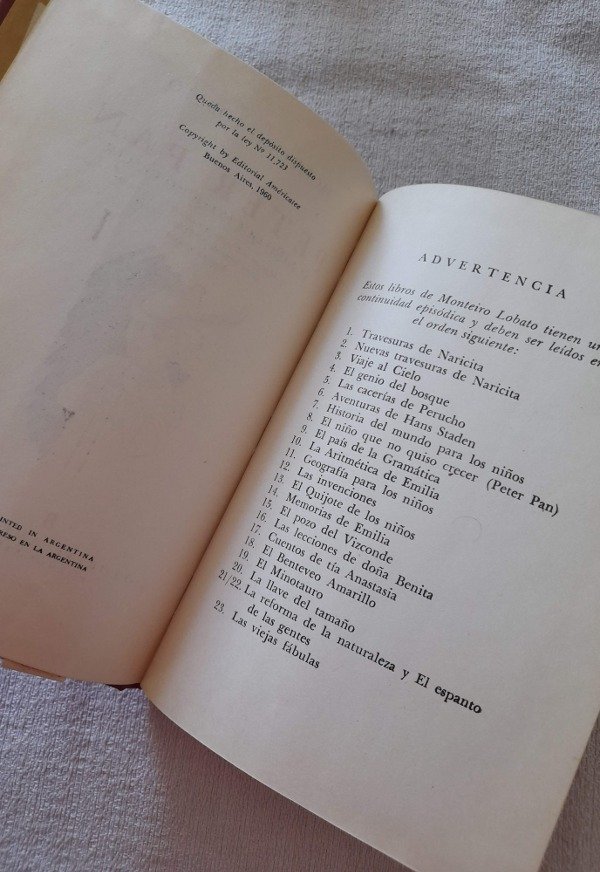 Queda hecho el depósito dispuesto
por la ley Nº 11.723
Copyright by Editorial Américalee
Buenos Aires, 1960
INTED IN ARGENTINA
RESO EN LA ARGENTINA
ADVERTENCIA
Estos libros de Monteiro Lobato tienen un
continuidad episódica y deben ser leídos en
el orden siguiente:
1. Travesuras de Naricita
2. Nuevas travesuras de Naricita
3. Viaje al Cielo
4. El genio del bosque
5. Las cacerías de Perucho
6. Aventuras de Hans Staden
7. Historia del mundo para los niños
8. El niño que no quiso crecer (Peter Pan)
9. El país de la Gramática
10. La Aritmética de Emilia
11. Geografía para los niños
12. Las invenciones
13. El Quijote de los niños
14. Memorias de Emilia
15. El pozo del Vizconde
16. Las lecciones de doña Benita
17. Cuentos de tía Anastasia
18. El Benteveo Amarillo
19. El Minotauro
20. La llave del tamaño
21/22. La reforma de la naturaleza y El espanto
de las gentes
23. Las viejas fábulas